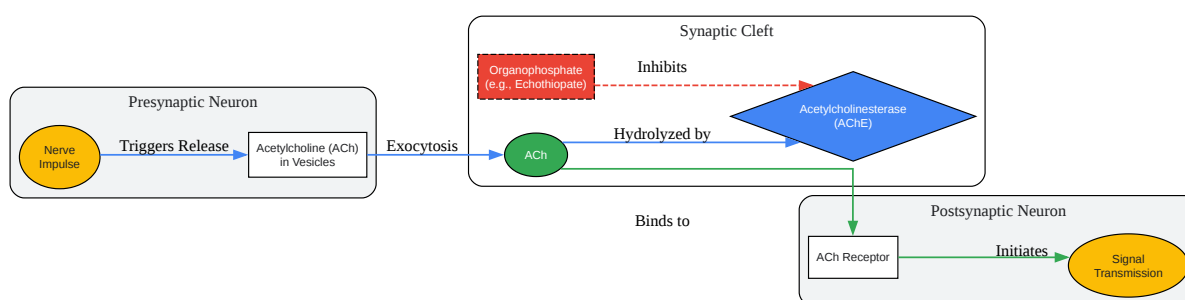 Synaptic Cleft
Organophosphate
(e.g., Echothiopate)
Inhibits
Presynaptic Neuron
Acetylcholinesterase
(AChE)
Nerve
Impulse
Triggers Release
Acetylcholine (ACh)
in Vesicles
Exocytosis
ACh
Hydrolyzed by
Binds to
Postsynaptic Neuron
ACh Receptor
Initiates
Signal
Transmission